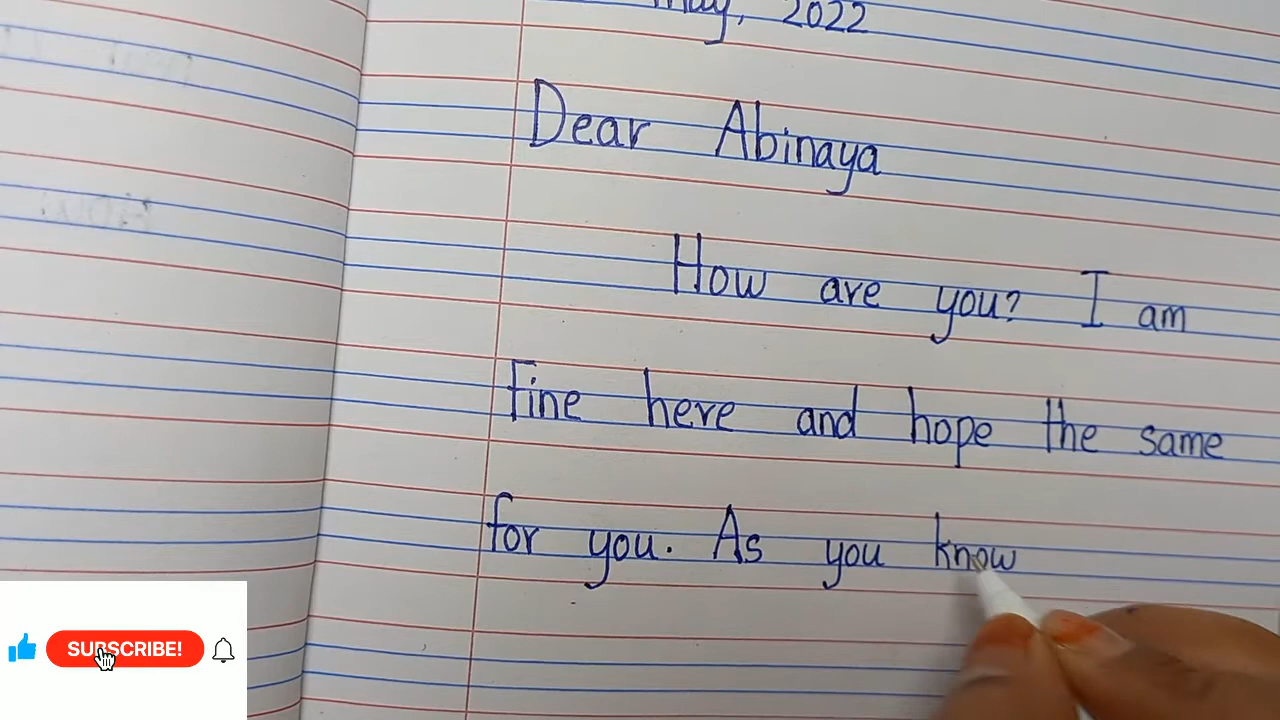 May, 2022
Dear Abinaya
How are you? I am
Fine here and hope the same
for you. As you know
SUBSCRIBE!